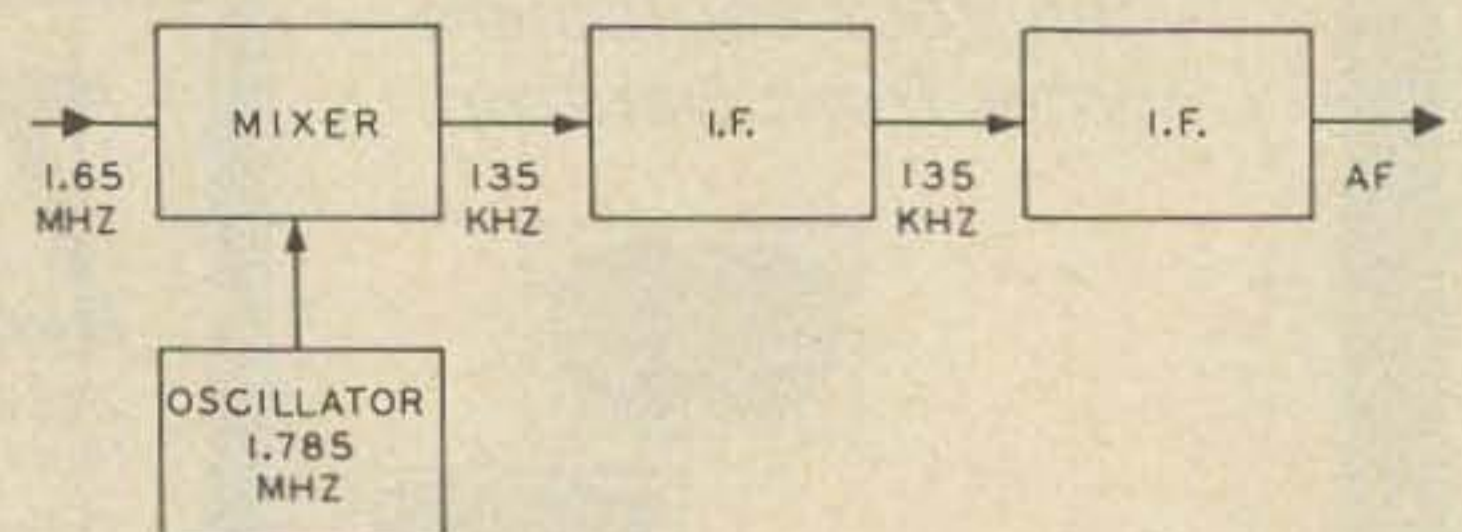 MIXER
I.F.
I.F.
1.65
MHZ
135
KHZ
135
KHZ
AF
OSCILLATOR
1.785
MHZ